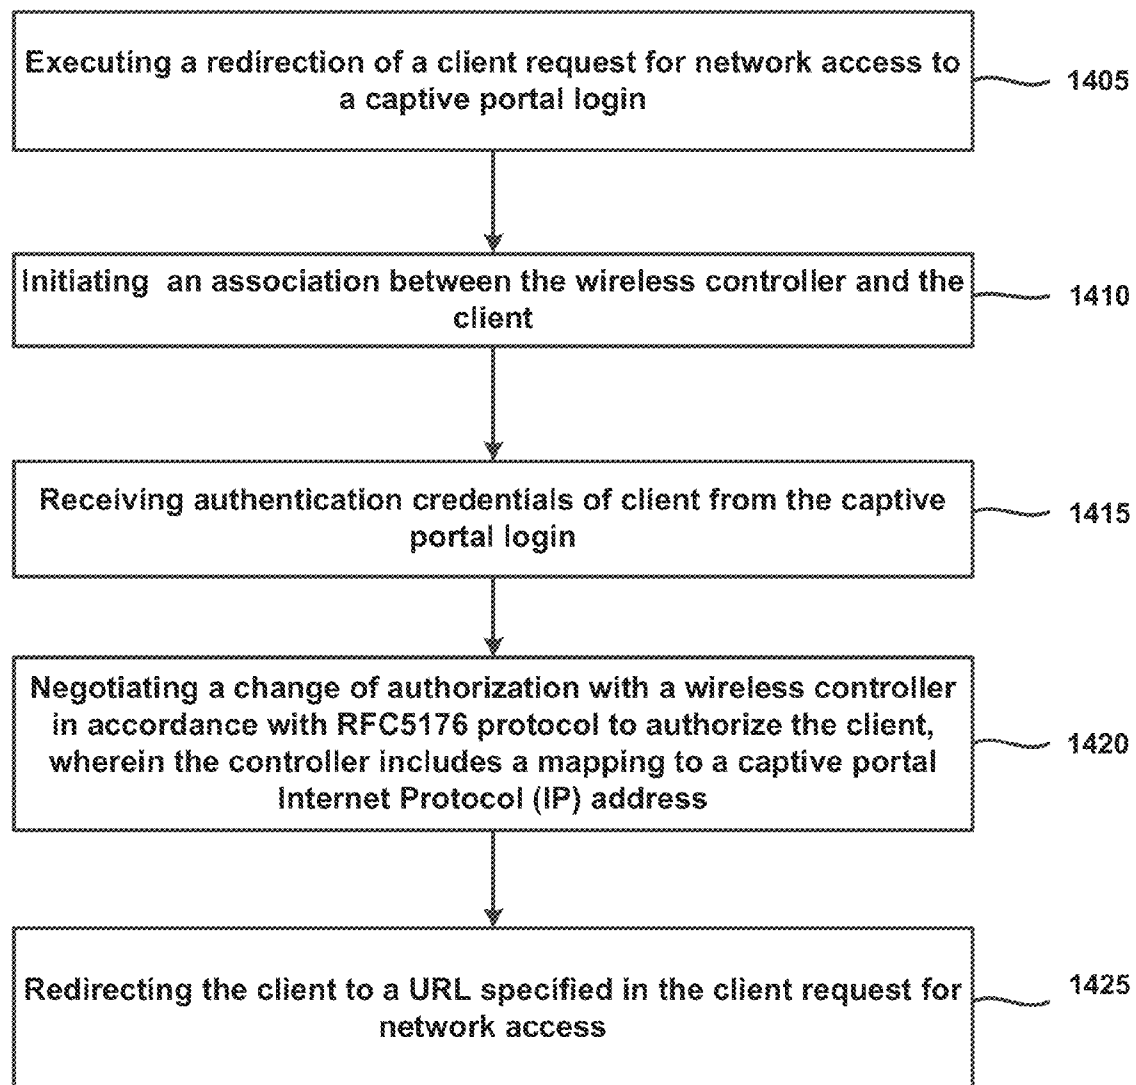 Executing a redirection of a client request for network access to
a captive portal login
1405
Initiating an association between the wireless controller and the
client
1410
Receiving authentication credentials of client from the captive
portal login
1415
Negotiating a change of authorization with a wireless controller
in accordance with RFC5176 protocol to authorize the client,
wherein the controller includes a mapping to a captive portal
Internet Protocol (IP) address
1420
Redirecting the client to a URL specified in the client request for
network access
1425